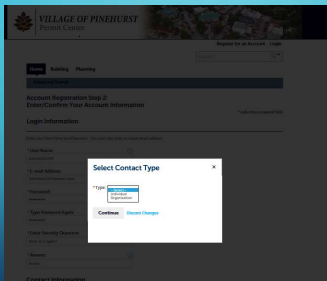 VILLAGE OF PINEHURST
Permit Center
Register for an Account Login
Home Building Planning
Account Registration Step 2:
Enter/Confirm Your Account Information
Login Information
* User Name:
* E-mail Address:
* Password:
* Type Password Again:
* Enter Security Question:
* Answer:
Contact Information
Select Contact Type
×
* Type:
--Select--
Individual
Organization
Continue Discard Changes